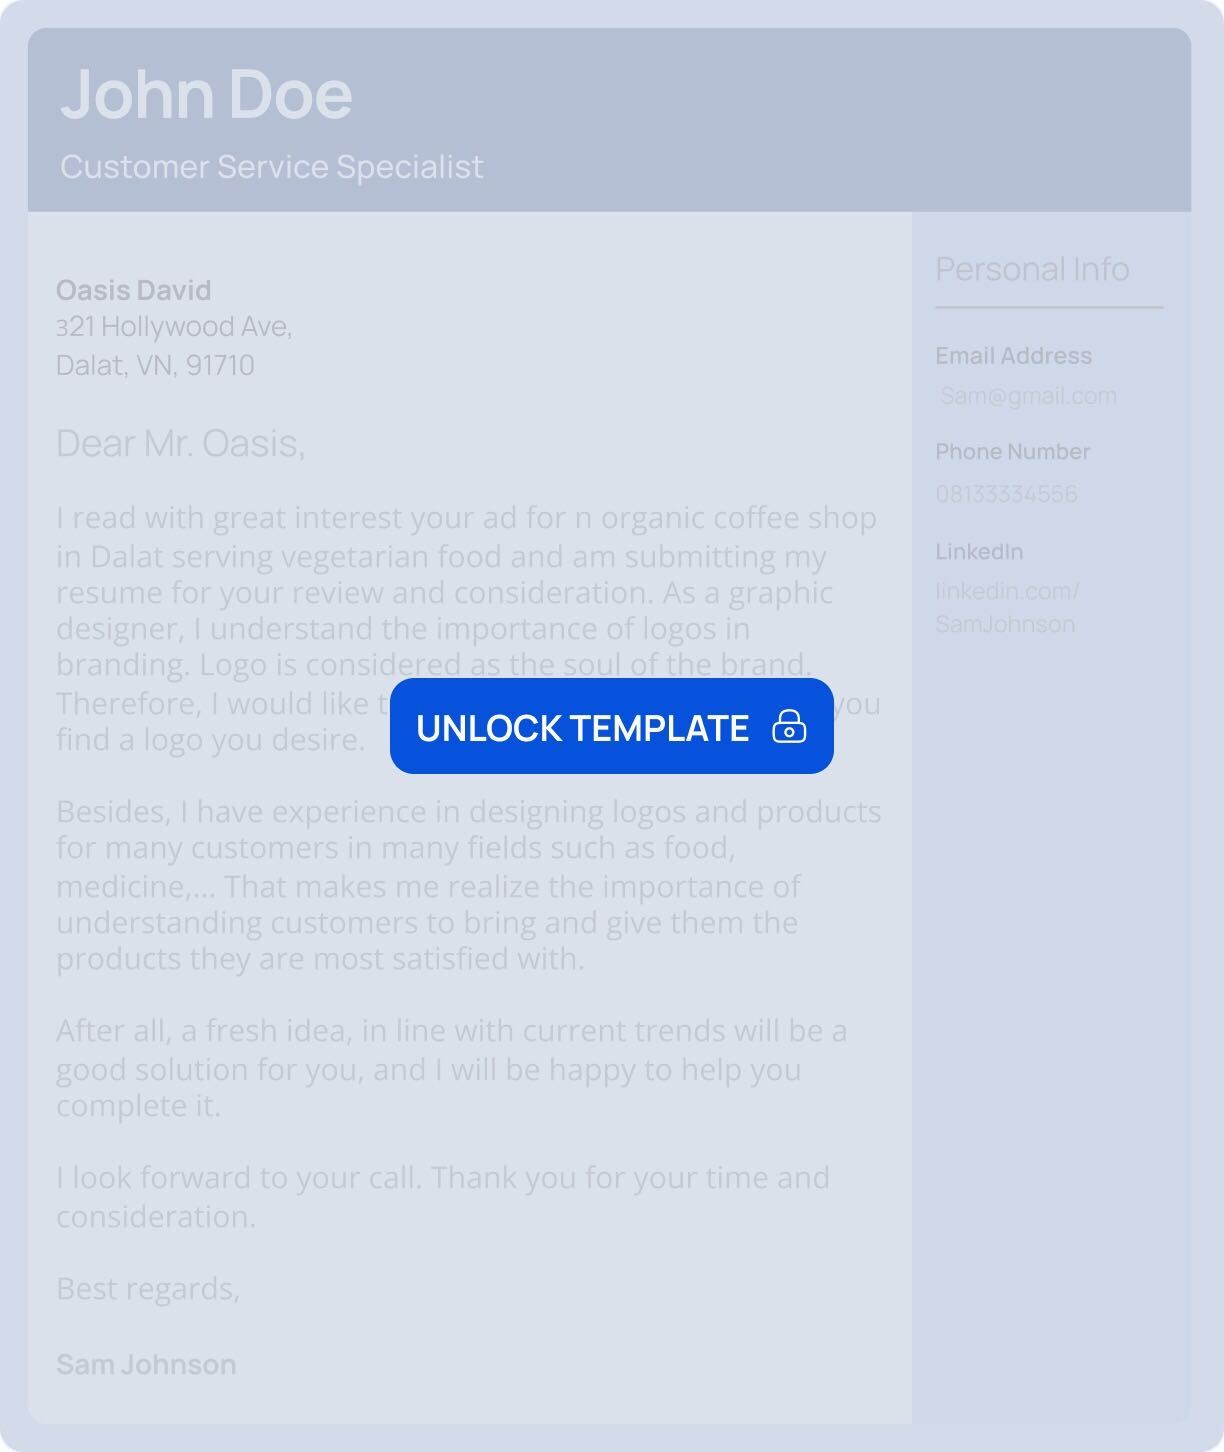 John Doe
Customer Service Specialist
Oasis David
321 Hollywood Ave,
Dalat, VN, 91710
Dear Mr. Oasis,
I read with great interest your ad for n organic coffee shop
in Dalat serving vegetarian food and am submitting my
resume for your review and consideration. As a graphic
designer, I understand the importance of logos in
branding. Logo is considered as the soul of the brand.
Therefore, I would like you
find a logo you desire.
UNLOCK TEMPLATE
Besides, I have experience in designing logos and products
for many customers in many fields such as food,
medicine,... That makes me realize the importance of
understanding customers to bring and give them the
products they are most satisfied with.
After all, a fresh idea, in line with current trends will be a
good solution for you, and I will be happy to help you
complete it.
I look forward to your call. Thank you for your time and
consideration.
Best regards,
Sam Johnson
Personal Info
Email Address
Sam@gmail.com
Phone Number
08133334556
LinkedIn
linkedin.com/
SamJohnson